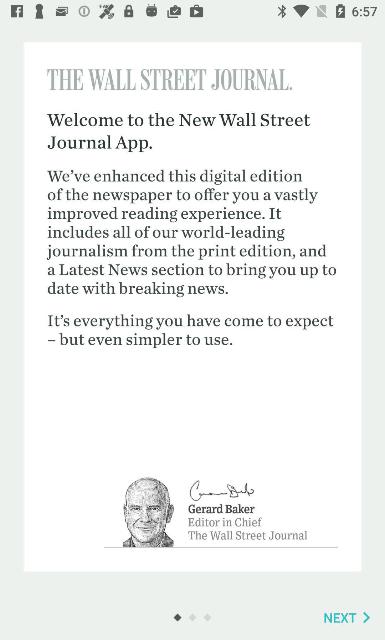 6:57
THE WALL STREET JOURNAL.
Welcome to the New Wall Street
Journal App.
We’ve enhanced this digital edition
of the newspaper to offer you a vastly
improved reading experience. It
includes all of our world-leading
journalism from the print edition, and
a Latest News section to bring you up to
date with breaking news.
It’s everything you have come to expect
– but even simpler to use.
Gerard Baker
Editor in Chief
The Wall Street Journal
NEXT